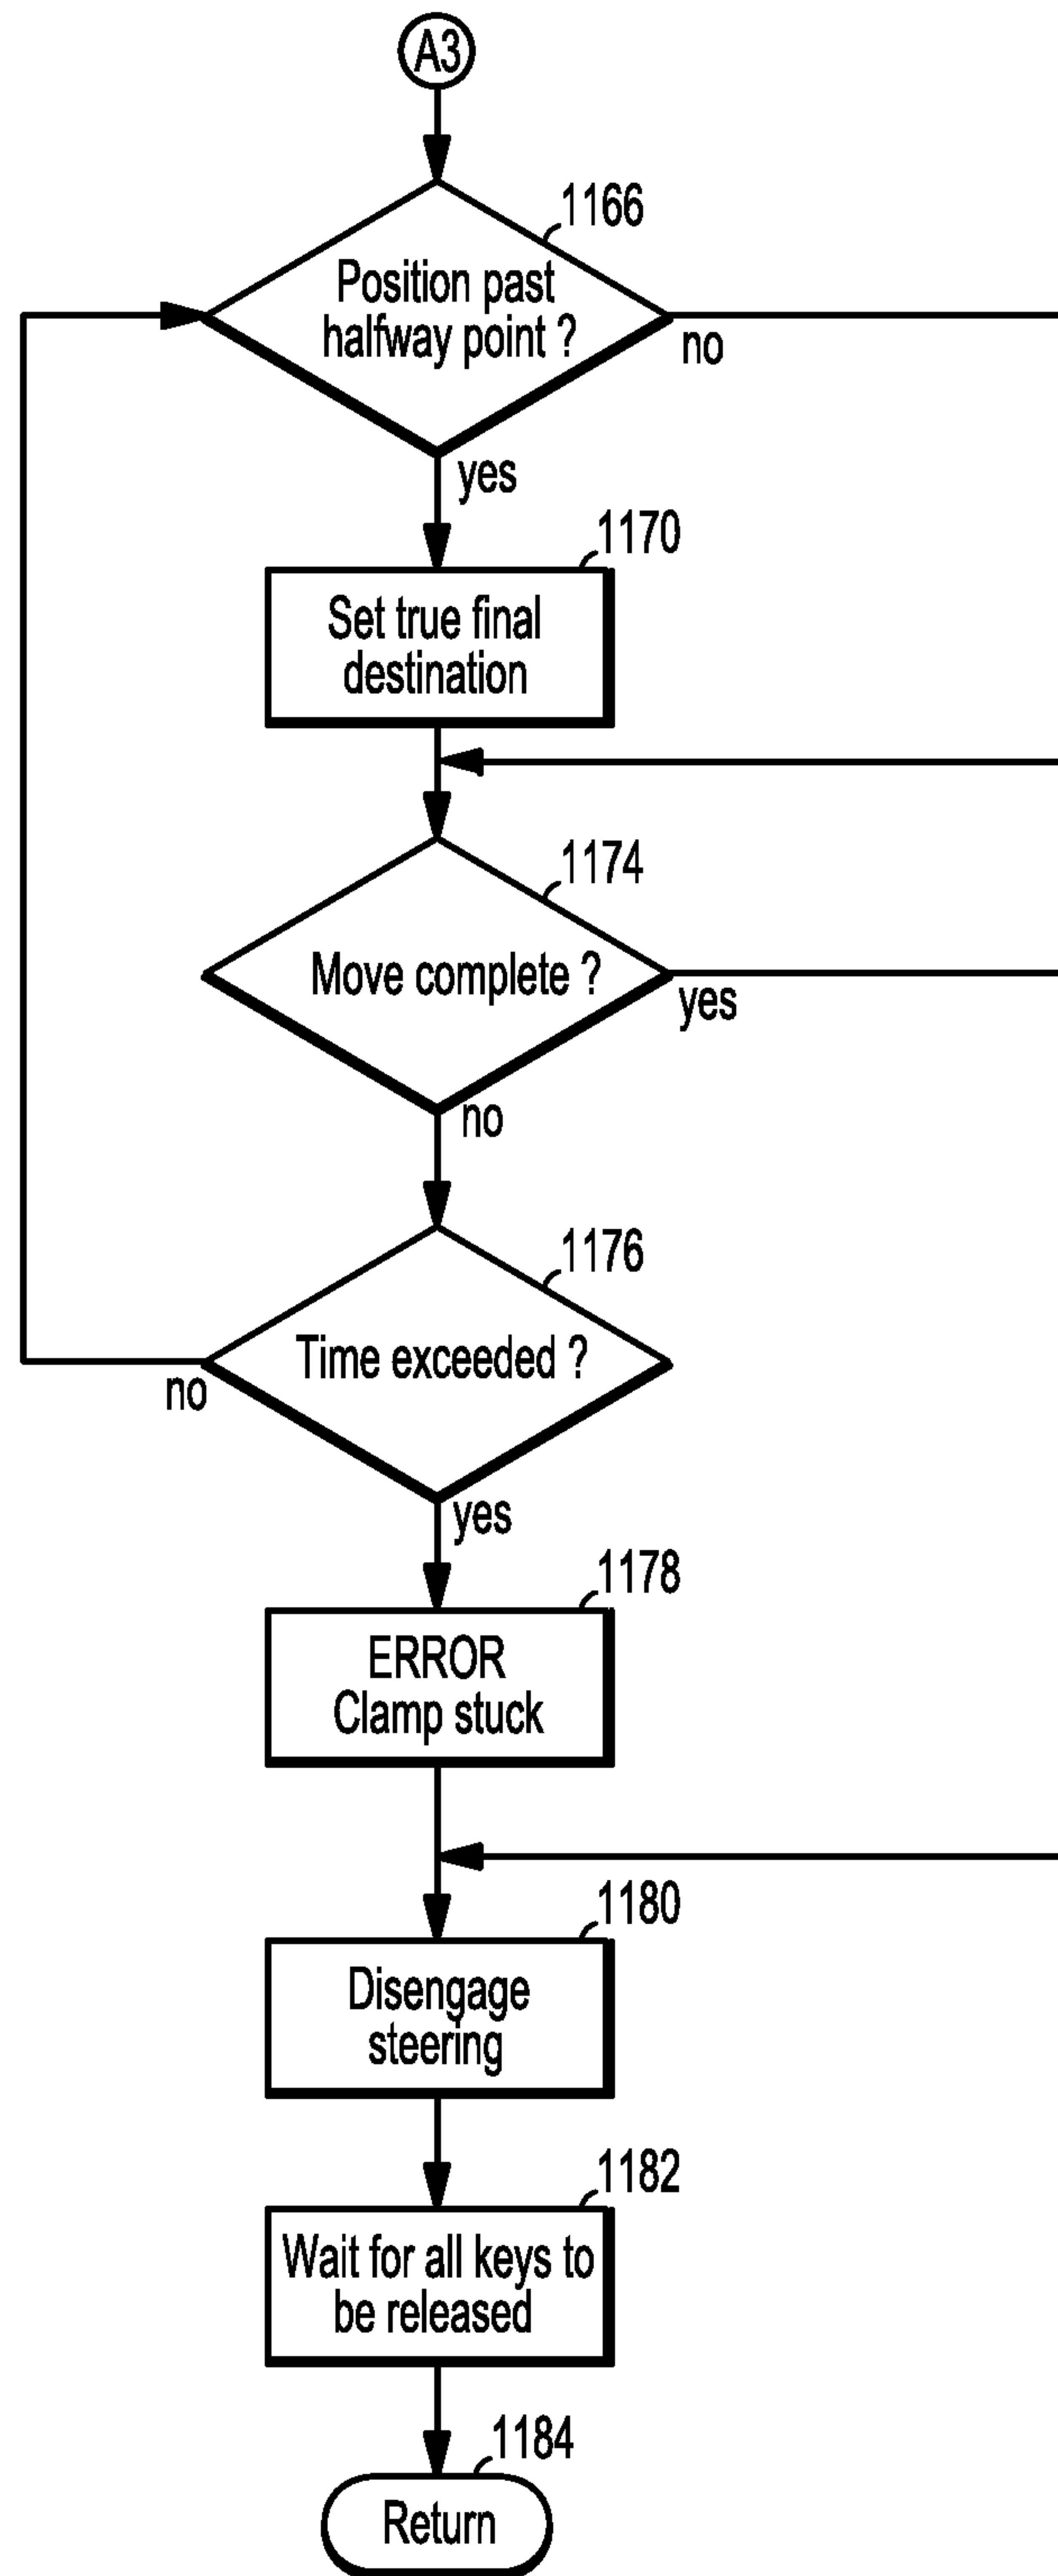 A3
1166
Position past
halfway point ?
no
yes
1170
Set true final
destination
1174
Move complete ?
yes
no
1176
Time exceeded ?
no
yes
1178
ERROR
Clamp stuck
1180
Disengage
steering
1182
Wait for all keys to
be released
1184
Return